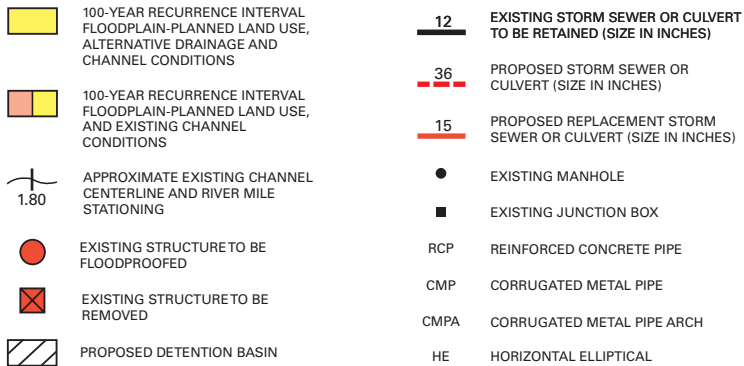 100-YEAR RECURRENCE INTERVAL
FLOODPLAIN-PLANNED LAND USE,
ALTERNATIVE DRAINAGE AND
CHANNEL CONDITIONS
100-YEAR RECURRENCE INTERVAL
FLOODPLAIN-PLANNED LAND USE,
AND EXISTING CHANNEL
CONDITIONS
1.80
APPROXIMATE EXISTING CHANNEL
CENTERLINE AND RIVER MILE
STATIONING
EXISTING STRUCTURE TO BE
FLOODPROOFED
EXISTING STRUCTURE TO BE
REMOVED
PROPOSED DETENTION BASIN
12
EXISTING STORM SEWER OR CULVERT
TO BE RETAINED (SIZE IN INCHES)
36
PROPOSED STORM SEWER OR
CULVERT (SIZE IN INCHES)
15
PROPOSED REPLACEMENT STORM
SEWER OR CULVERT (SIZE IN INCHES)
EXISTING MANHOLE
EXISTING JUNCTION BOX
RCP REINFORCED CONCRETE PIPE
CMP CORRUGATED METAL PIPE
CMPA CORRUGATED METAL PIPE ARCH
HE HORIZONTAL ELLIPTICAL